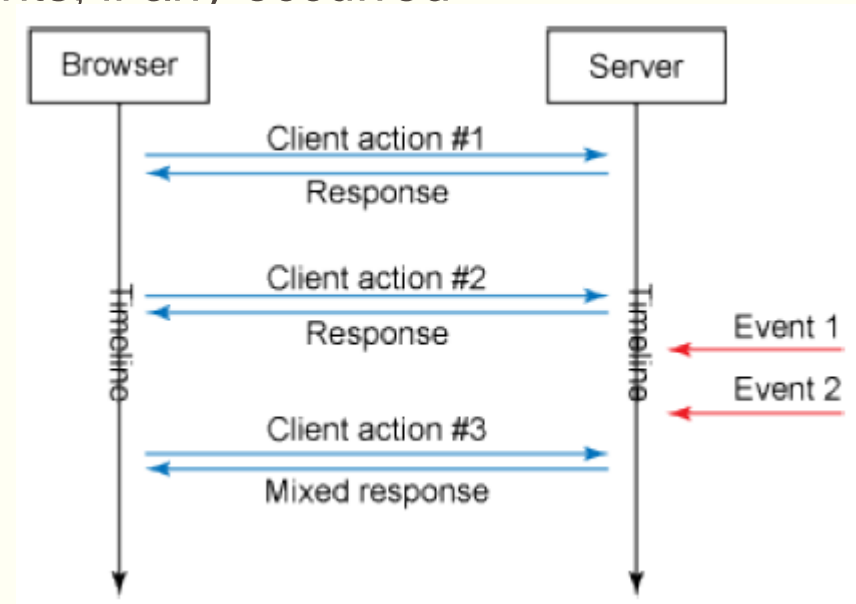 Browser
Server
Client action #1
Response
Client action #2
Response
Timeline
Timeline
Event 1
Event 2
Client action #3
Mixed response